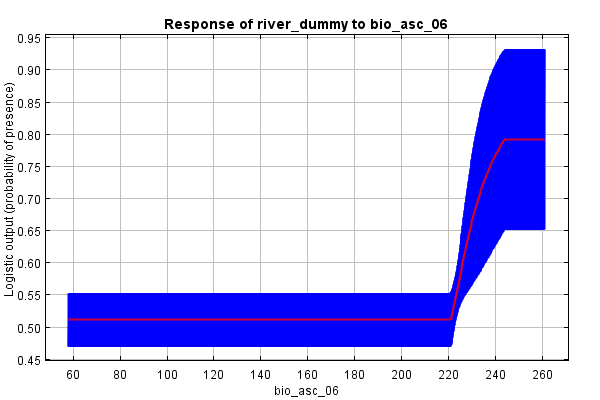 Response of river_dummy to bio_asc_06
Logistic output (probability of presence)
0.95
0.90
0.85
0.80
0.75
0.70
0.65
0.60
0.55
0.50
0.45
60 80 100 120 140 160 180 200 220 240 260
bio_asc_06